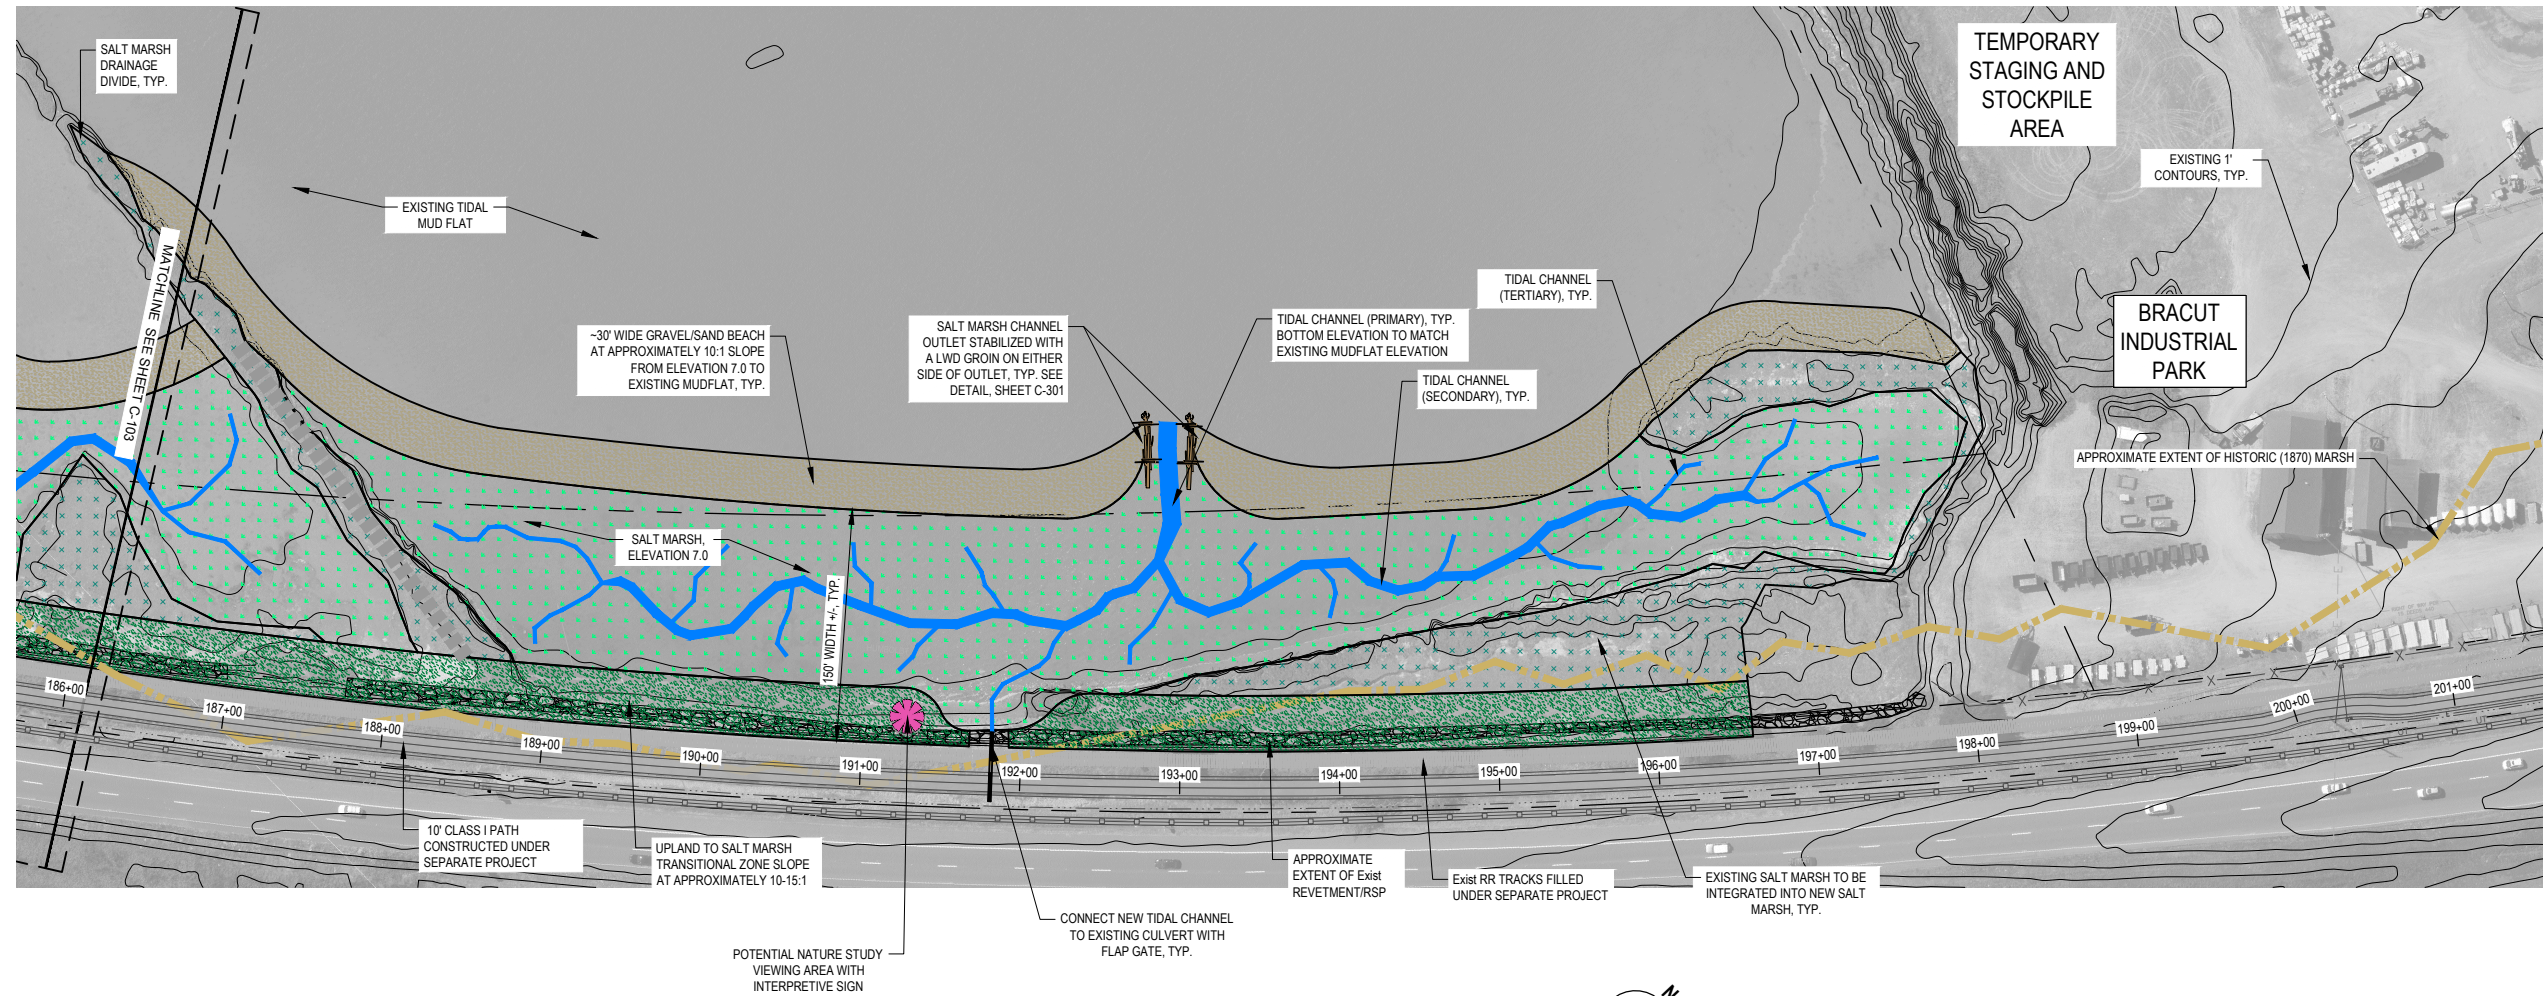 SALT MARSH
DRAINAGE
DIVIDE, TYP.
TEMPORARY
STAGING AND
STOCKPILE
AREA
EXISTING 1'
CONTOURS, TYP.
EXISTING TIDAL
MUD FLAT
MATCHLINE SEE SHEET C-103
TIDAL CHANNEL
(TERTIARY), TYP.
BRACUT
INDUSTRIAL
PARK
~30' WIDE GRAVEL/SAND BEACH
AT APPROXIMATELY 10:1 SLOPE
FROM ELEVATION 7.0 TO
EXISTING MUDFLAT, TYP.
SALT MARSH CHANNEL
OUTLET STABILIZED WITH
A LWD GROIN ON EITHER
SIDE OF OUTLET, TYP. SEE
DETAIL, SHEET C-301
TIDAL CHANNEL (PRIMARY), TYP.
BOTTOM ELEVATION TO MATCH
EXISTING MUDFLAT ELEVATION
TIDAL CHANNEL
(SECONDARY), TYP.
APPROXIMATE EXTENT OF HISTORIC (1870) MARSH
SALT MARSH,
ELEVATION 7.0
150' WIDTH +/-, TYP.
186+00
187+00
188+00
189+00
190+00
191+00
192+00
193+00
194+00
195+00
196+00
197+00
198+00
199+00
200+00
201+00
10' CLASS I PATH
CONSTRUCTED UNDER
SEPARATE PROJECT
UPLAND TO SALT MARSH
TRANSITIONAL ZONE SLOPE
AT APPROXIMATELY 10-15:1
APPROXIMATE
EXTENT OF Exist
REVETMENT/RSP
Exist RR TRACKS FILLED
UNDER SEPARATE PROJECT
EXISTING SALT MARSH TO BE
INTEGRATED INTO NEW SALT
MARSH, TYP.
CONNECT NEW TIDAL CHANNEL
TO EXISTING CULVERT WITH
FLAP GATE, TYP.
POTENTIAL NATURE STUDY
VIEWING AREA WITH
INTERPRETIVE SIGN